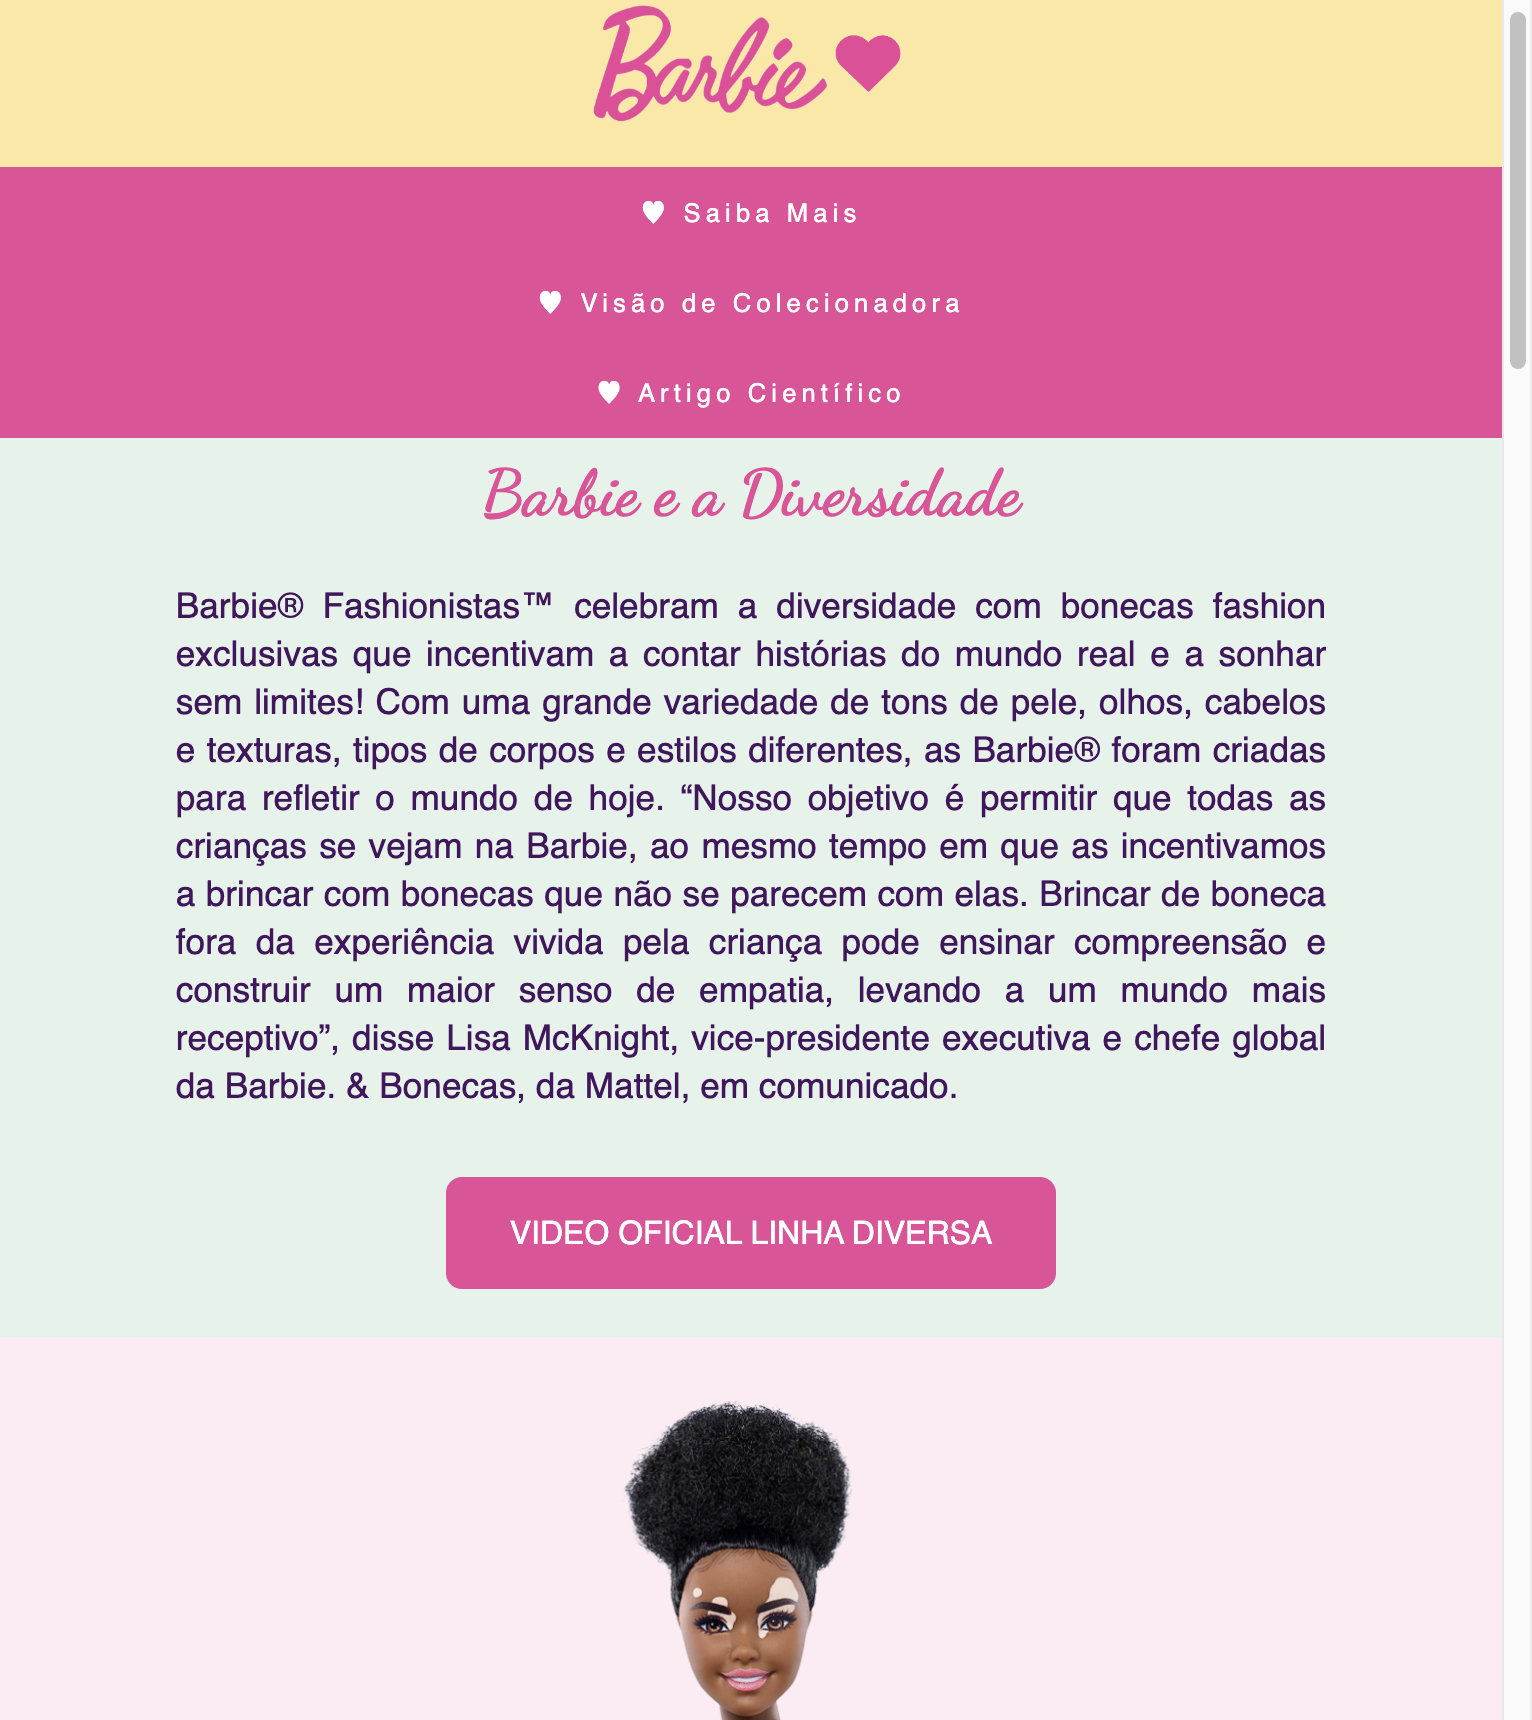 Barbie
Saiba Mais
Visão de Colecionadora
Artigo Científico
Barbie e a Diversidade
Barbie® Fashionistas™ celebram a diversidade com bonecas fashion
exclusivas que incentivam a contar histórias do mundo real e a sonhar
sem limites! Com uma grande variedade de tons de pele, olhos, cabelos
e texturas, tipos de corpos e estilos diferentes, as Barbie® foram criadas
para refletir o mundo de hoje. “Nosso objetivo é permitir que todas as
crianças se vejam na Barbie, ao mesmo tempo em que as incentivamos
a brincar com bonecas que não se parecem com elas. Brincar de boneca
fora da experiência vivida pela criança pode ensinar compreensão e
construir um maior senso de empatia, levando a um mundo mais
receptivo”, disse Lisa McKnight, vice-presidente executiva e chefe global
da Barbie. & Bonecas, da Mattel, em comunicado.
VIDEO OFICIAL LINHA DIVERSA